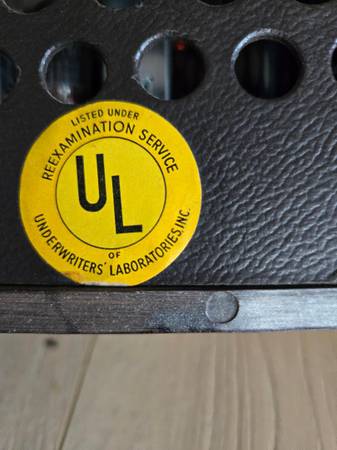 LISTED UNDER
REEXAMINATION SERVICE
UL
OF
UNDERWRITERS' LABORATORIES, INC.